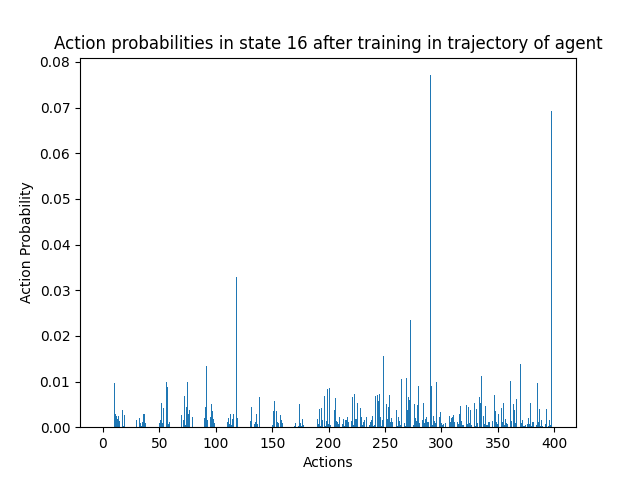 Action probabilities in state 16 after training in trajectory of agent
0.08
0.07
0.06
0.05
0.04
0.03
0.02
0.01
0.00
Action Probability
0 50 100 150 200 250 300 350 400
Actions